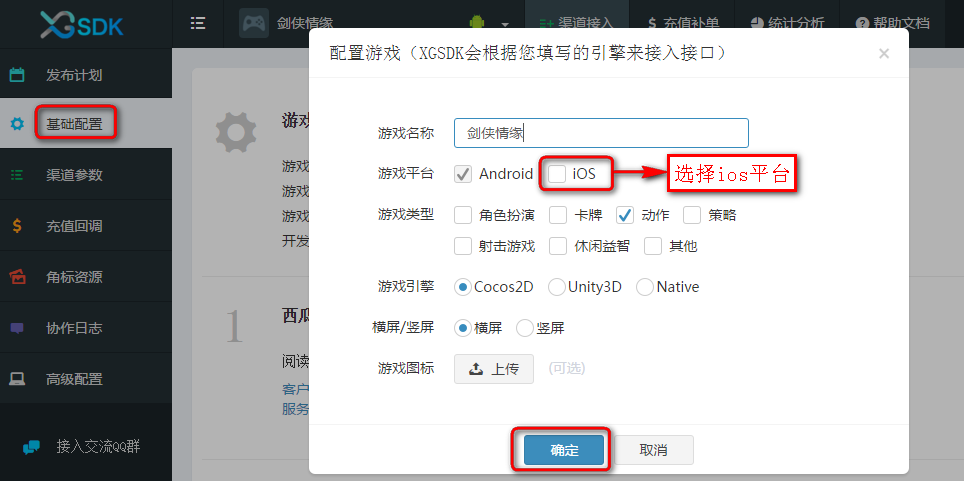 XGSDK
剑侠情缘
渠道接入
$ 充值补单
统计分析
帮助文档
发布计划
基础配置
渠道参数
充值回调
角标资源
协作日志
高级配置
接入交流QQ群
游戏
游戏
游戏
游戏
开发
1
西瓜
阅读
客户
服务
配置游戏（XGSDK会根据您填写的引擎来接入接口）
×
游戏名称 剑侠情缘
游戏平台 Android iOS 选择ios平台
游戏类型 角色扮演 卡牌 动作 策略
射击游戏 休闲益智 其他
游戏引擎 Cocos2D Unity3D Native
横屏/竖屏 横屏 竖屏
游戏图标 上传 (可选)
确定 取消